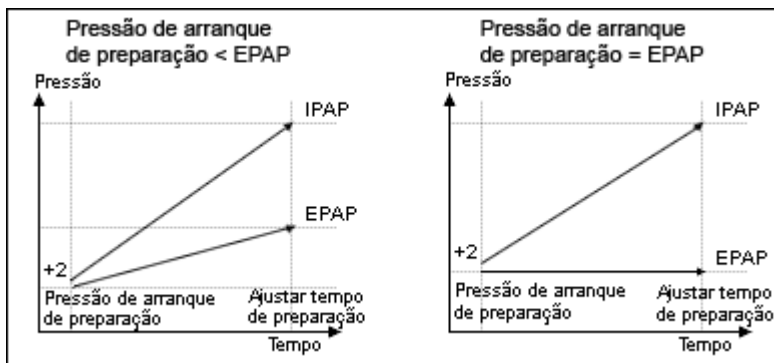 Pressão de arranque
de preparação < EPAP
Pressão
IPAP
EPAP
+2
Pressão de arranque
de preparação
Ajustar tempo
de preparação
Tempo
Pressão de arranque
de preparação = EPAP
Pressão
IPAP
+2
EPAP
Pressão de arranque
de preparação
Ajustar tempo
de preparação
Tempo